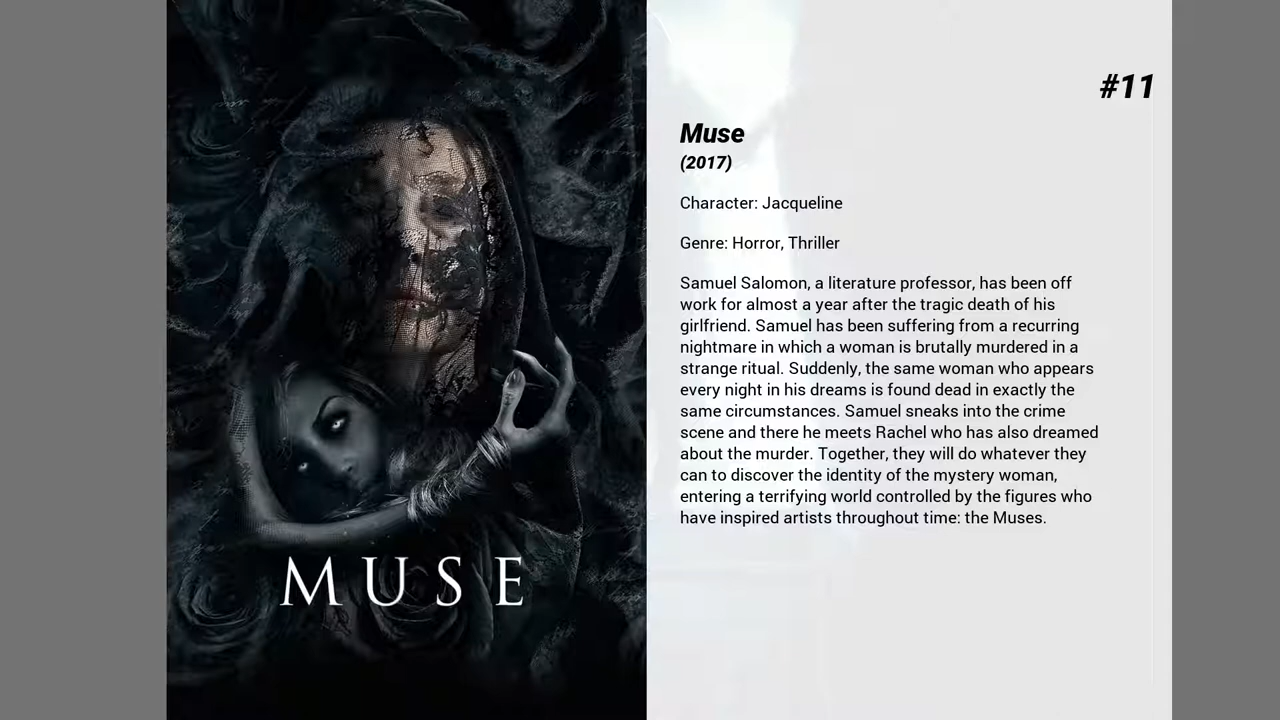 MUSE
#11
Muse
(2017)
Character: Jacqueline
Genre: Horror, Thriller
Samuel Salomon, a literature professor, has been off
work for almost a year after the tragic death of his
girlfriend. Samuel has been suffering from a recurring
nightmare in which a woman is brutally murdered in a
strange ritual. Suddenly, the same woman who appears
every night in his dreams is found dead in exactly the
same circumstances. Samuel sneaks into the crime
scene and there he meets Rachel who has also dreamed
about the murder. Together, they will do whatever they
can to discover the identity of the mystery woman,
entering a terrifying world controlled by the figures who
have inspired artists throughout time: the Muses.